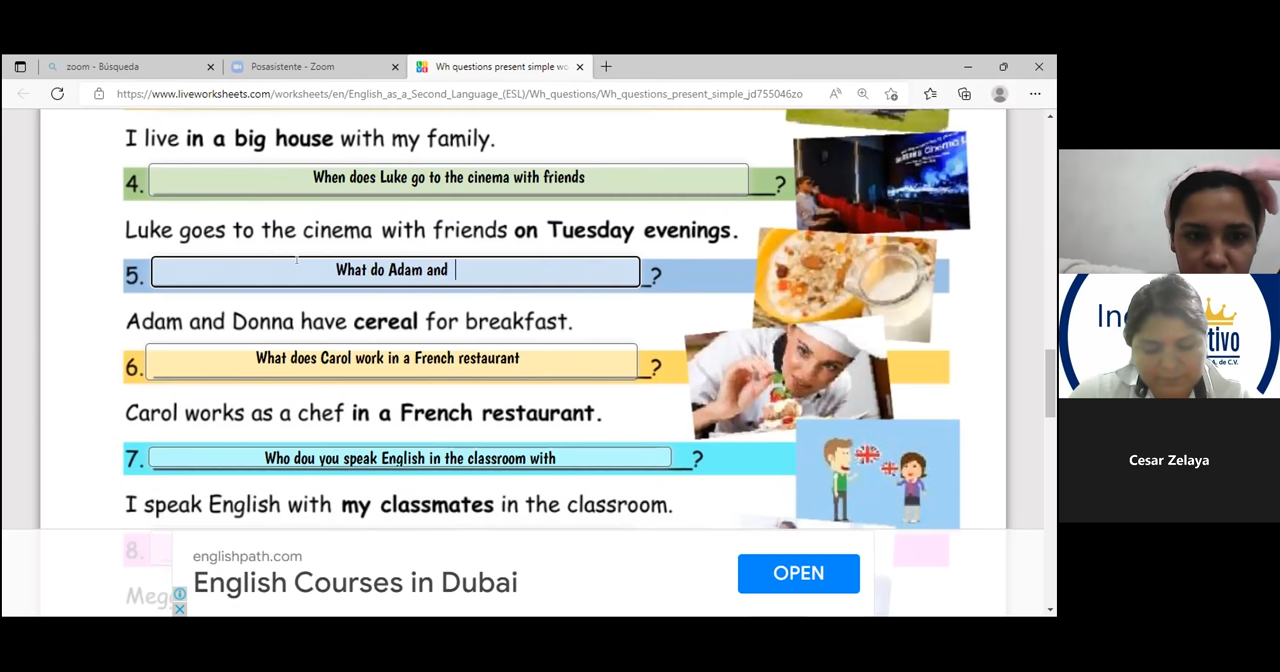 zoom - Búsqueda
Posasistente - Zoom
Wh questions present simple wo
https://www.liveworksheets.com/worksheets/en/English_as_a_Second_Language_(ESL)/Wh_questions/Wh_questions_present_simple_jd755046zo
I live in a big house with my family.
4. When does Luke go to the cinema with friends ?
Luke goes to the cinema with friends on Tuesday evenings.
5. What do Adam and ?
Adam and Donna have cereal for breakfast.
6. What does Carol work in a French restaurant ?
Carol works as a chef in a French restaurant.
7. Who dou you speak English in the classroom with ?
I speak English with my classmates in the classroom.
8.
englishpath.com
English Courses in Dubai
OPEN
Cesar Zelaya